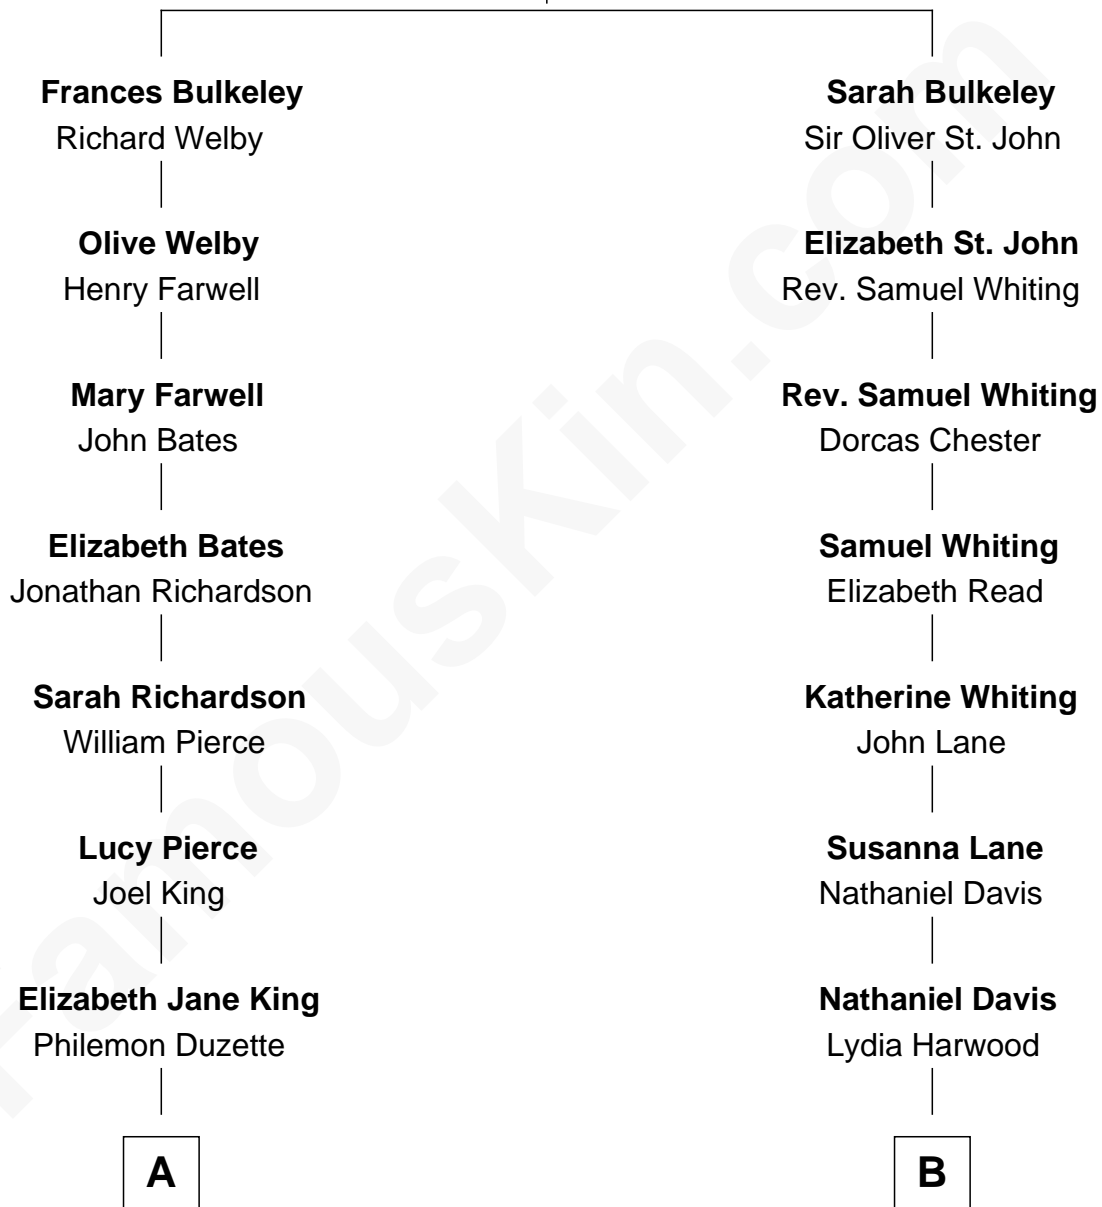 Frances Bulkeley
Richard Welby
Olive Welby
Henry Farwell
Mary Farwell
John Bates
Elizabeth Bates
Jonathan Richardson
Sarah Richardson
William Pierce
Lucy Pierce
Joel King
Elizabeth Jane King
Philemon Duzette
A
Sarah Bulkeley
Sir Oliver St. John
Elizabeth St. John
Rev. Samuel Whiting
Rev. Samuel Whiting
Dorcas Chester
Samuel Whiting
Elizabeth Read
Katherine Whiting
John Lane
Susanna Lane
Nathaniel Davis
Nathaniel Davis
Lydia Harwood
B
FamousKin.com